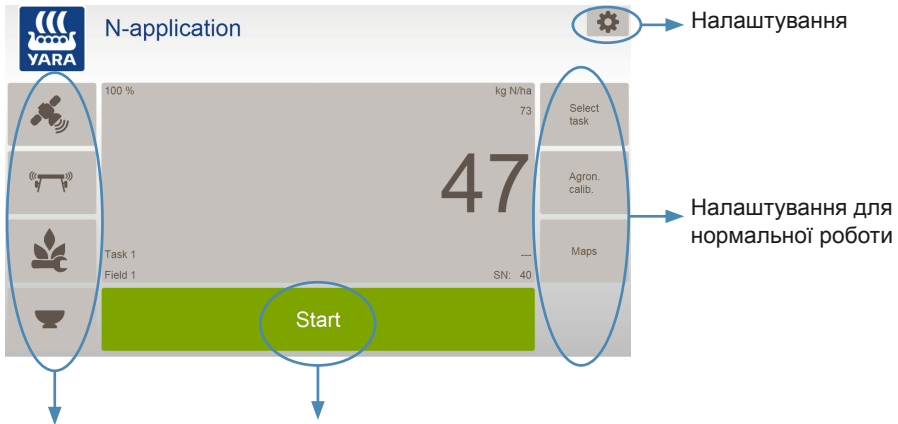 YARA
N-application
Налаштування
100 %
kg N/ha
73
47
Task 1
---
Field 1
SN: 40
Select
task
Agron.
calib.
Maps
Налаштування для
нормальної роботи
Start